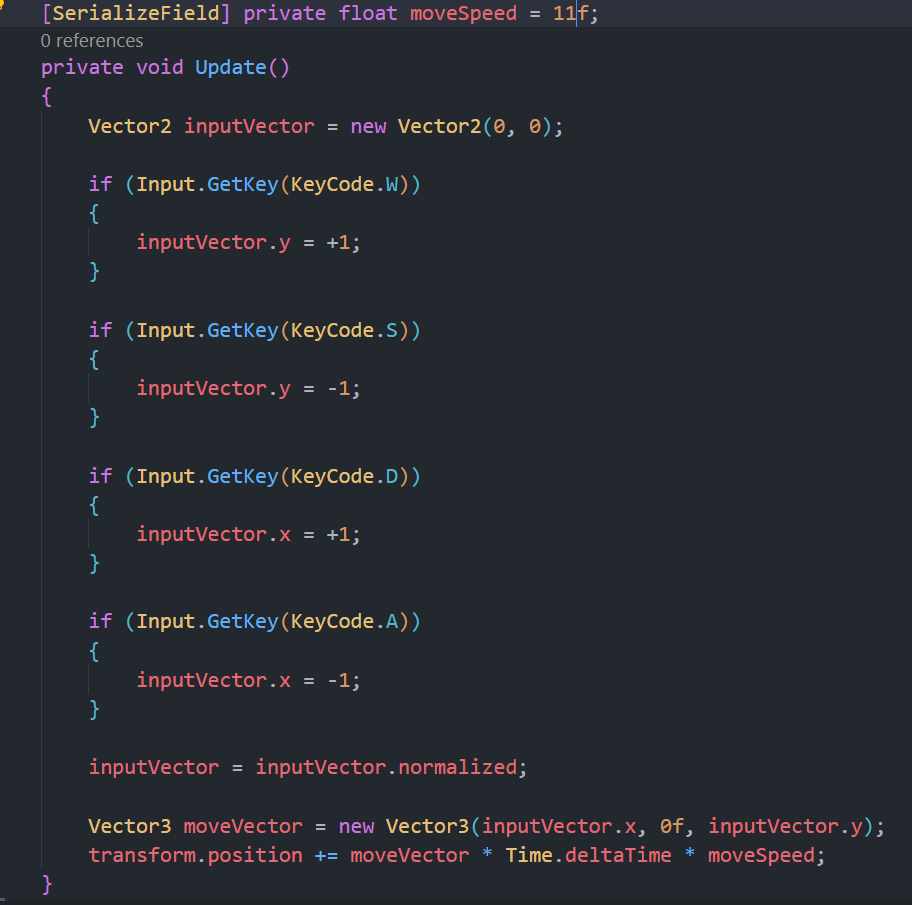 [SerializeField] private float moveSpeed = 11f;
0 references
private void Update()
{
    Vector2 inputVector = new Vector2(0, 0);

    if (Input.GetKey(KeyCode.W))
    {
        inputVector.y = +1;
    }

    if (Input.GetKey(KeyCode.S))
    {
        inputVector.y = -1;
    }

    if (Input.GetKey(KeyCode.D))
    {
        inputVector.x = +1;
    }

    if (Input.GetKey(KeyCode.A))
    {
        inputVector.x = -1;
    }

    inputVector = inputVector.normalized;

    Vector3 moveVector = new Vector3(inputVector.x, 0f, inputVector.y);
    transform.position += moveVector * Time.deltaTime * moveSpeed;
}